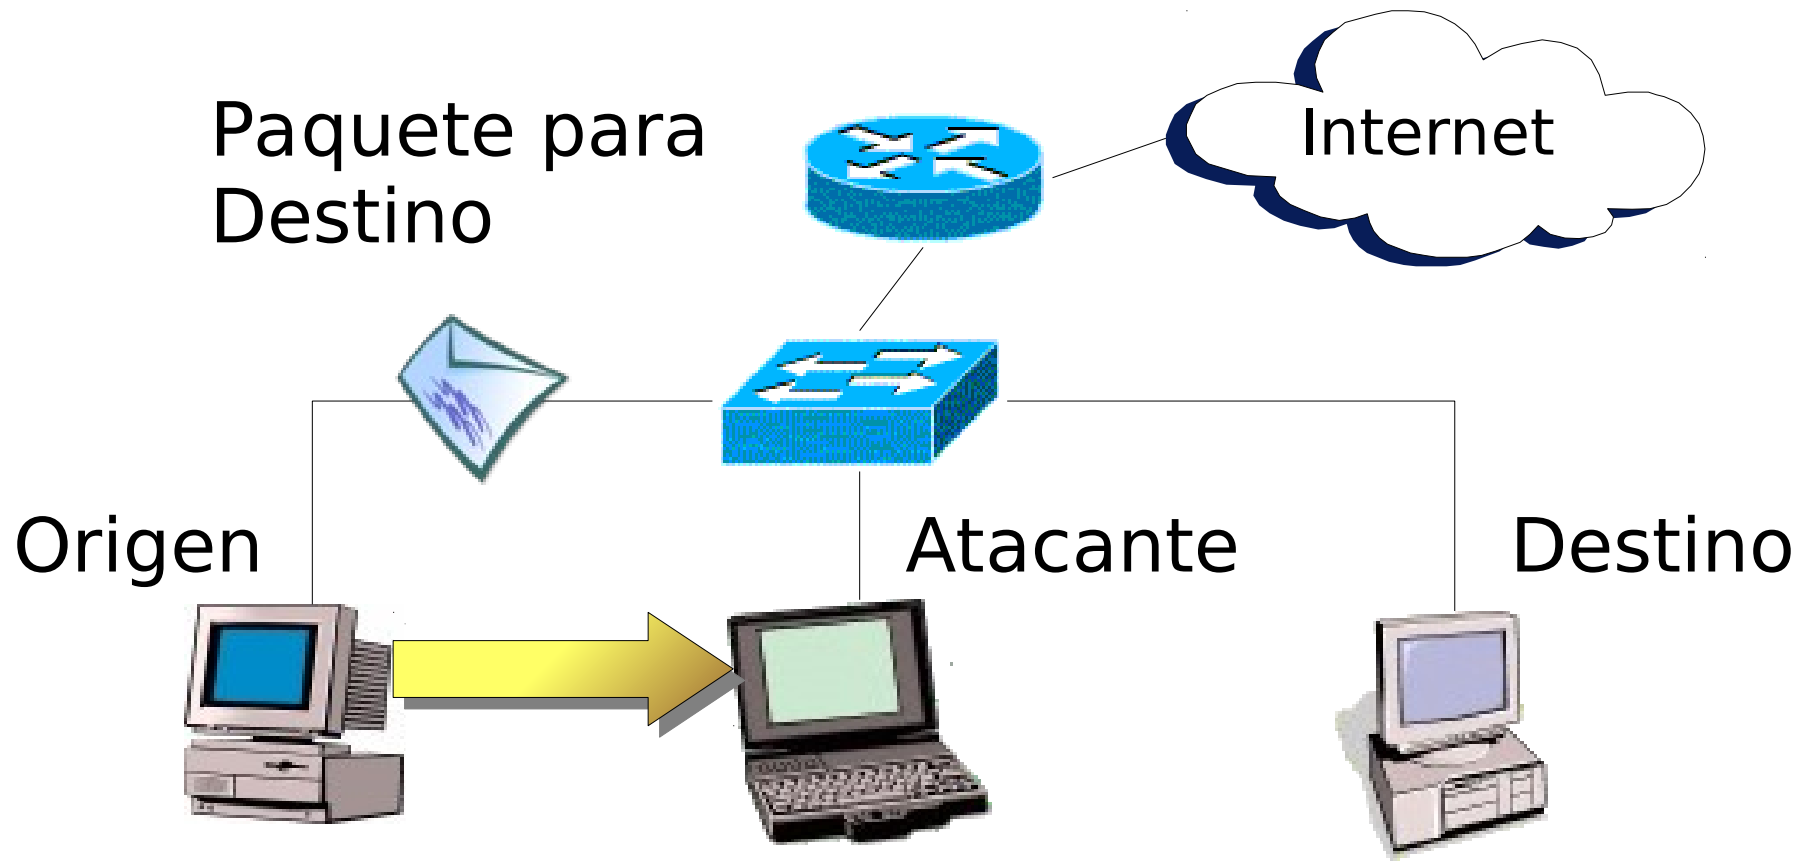 Paquete para
Destino
Internet
Origen
Atacante
Destino